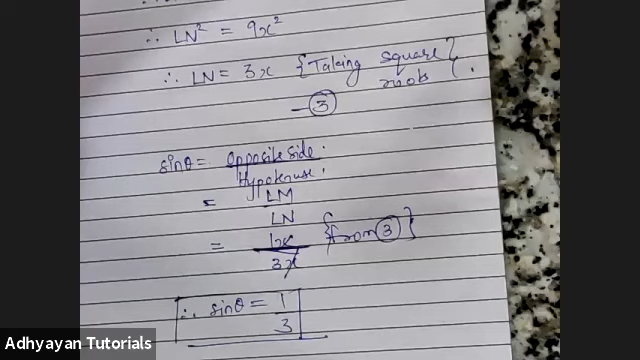 ∴ LN² = 9x²
∴ LN = 3x {Taking square root}.
— ③
sinθ = Opposite side.
Hypotenuse.
= LM
LN
= 1x {from ③}
3x
∴ sinθ = 1
3
Adhyayan Tutorials